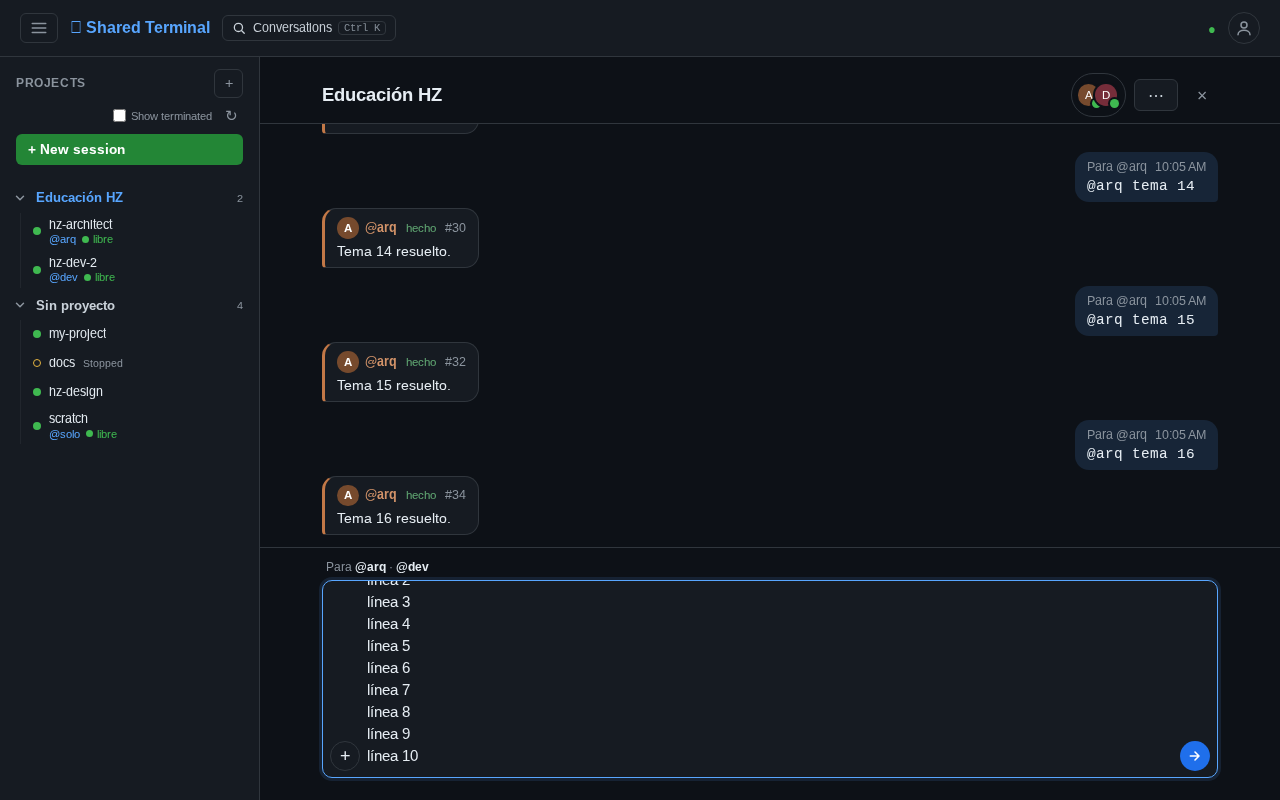 Shared Terminal
Conversations Ctrl K
PROJECTS
+
Show terminated ↻
+ New session
Educación HZ 2
hz-architect
@arq libre
hz-dev-2
@dev libre
Sin proyecto 4
my-project
docs Stopped
hz-design
scratch
@solo libre
Educación HZ
A D
⋯ ×
Para @arq 10:05 AM
@arq tema 14
A @arq hecho #30
Tema 14 resuelto.
Para @arq 10:05 AM
@arq tema 15
A @arq hecho #32
Tema 15 resuelto.
Para @arq 10:05 AM
@arq tema 16
A @arq hecho #34
Tema 16 resuelto.
Para @arq · @dev
línea 2
línea 3
línea 4
línea 5
línea 6
línea 7
línea 8
línea 9
+ línea 10